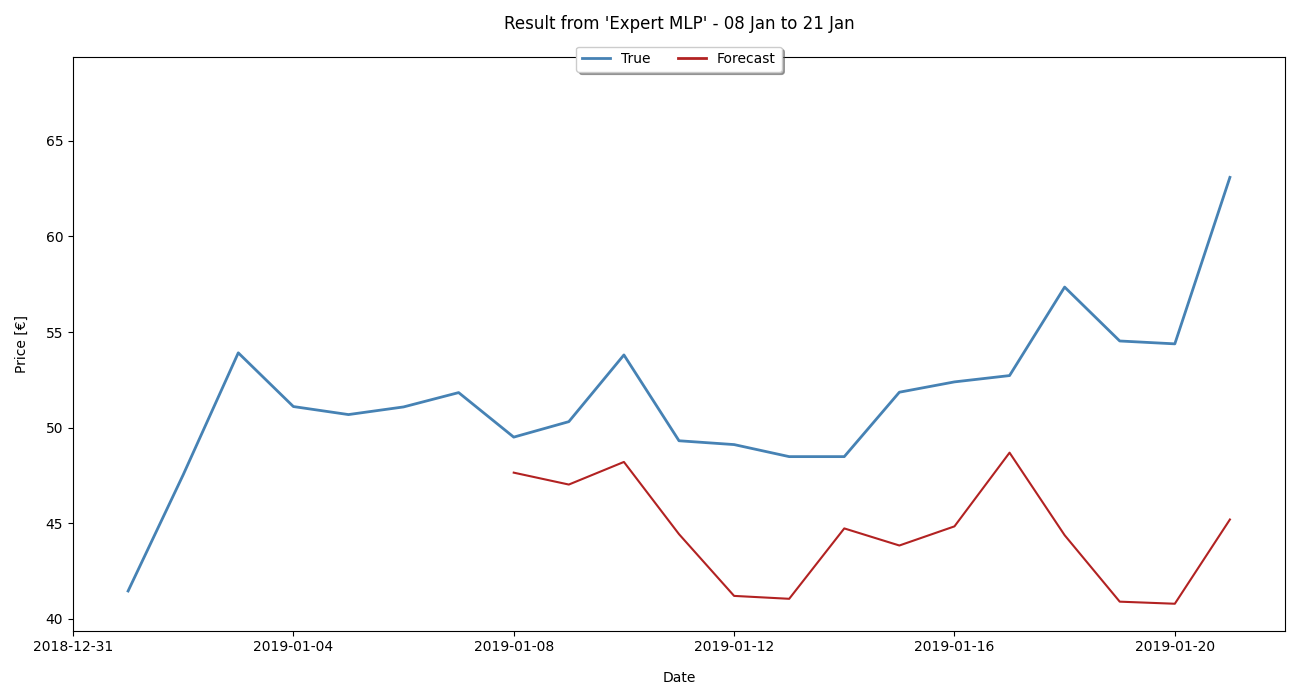 Result from 'Expert MLP' - 08 Jan to 21 Jan
True Forecast
65
60
55
50
45
40
Price [€]
2018-12-31 2019-01-04 2019-01-08 2019-01-12 2019-01-16 2019-01-20
Date